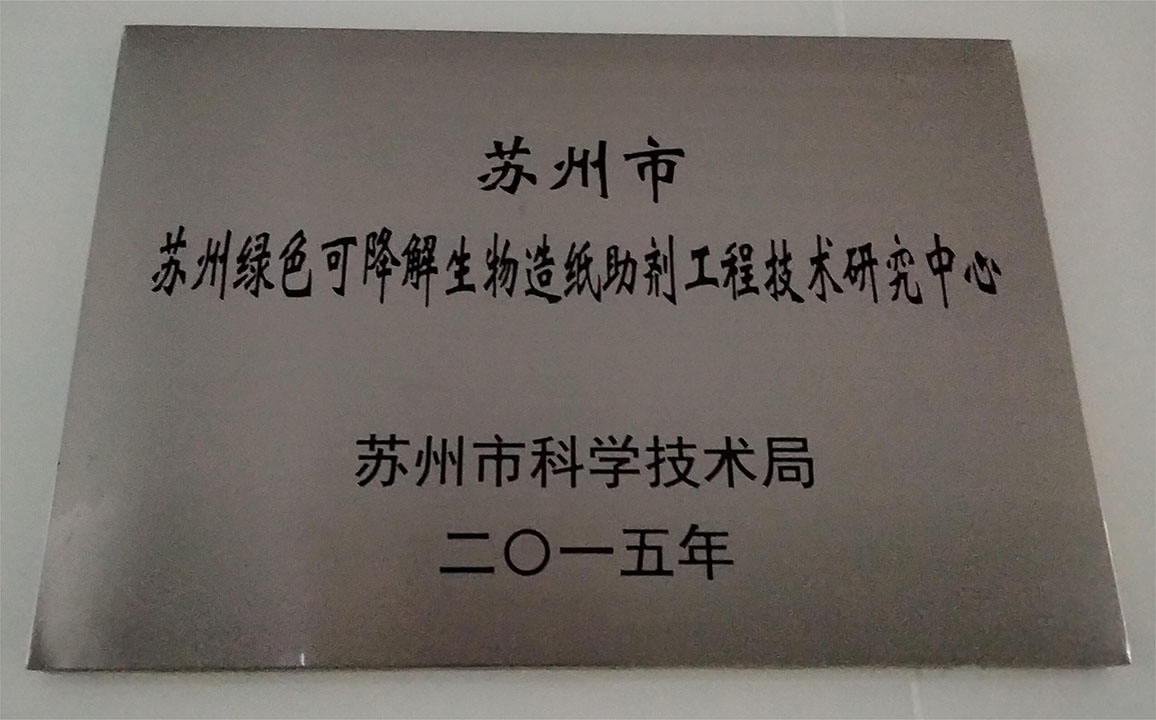 苏州市
苏州绿色可降解生物造纸助剂工程技术研究中心
苏州市科学技术局
二〇一五年